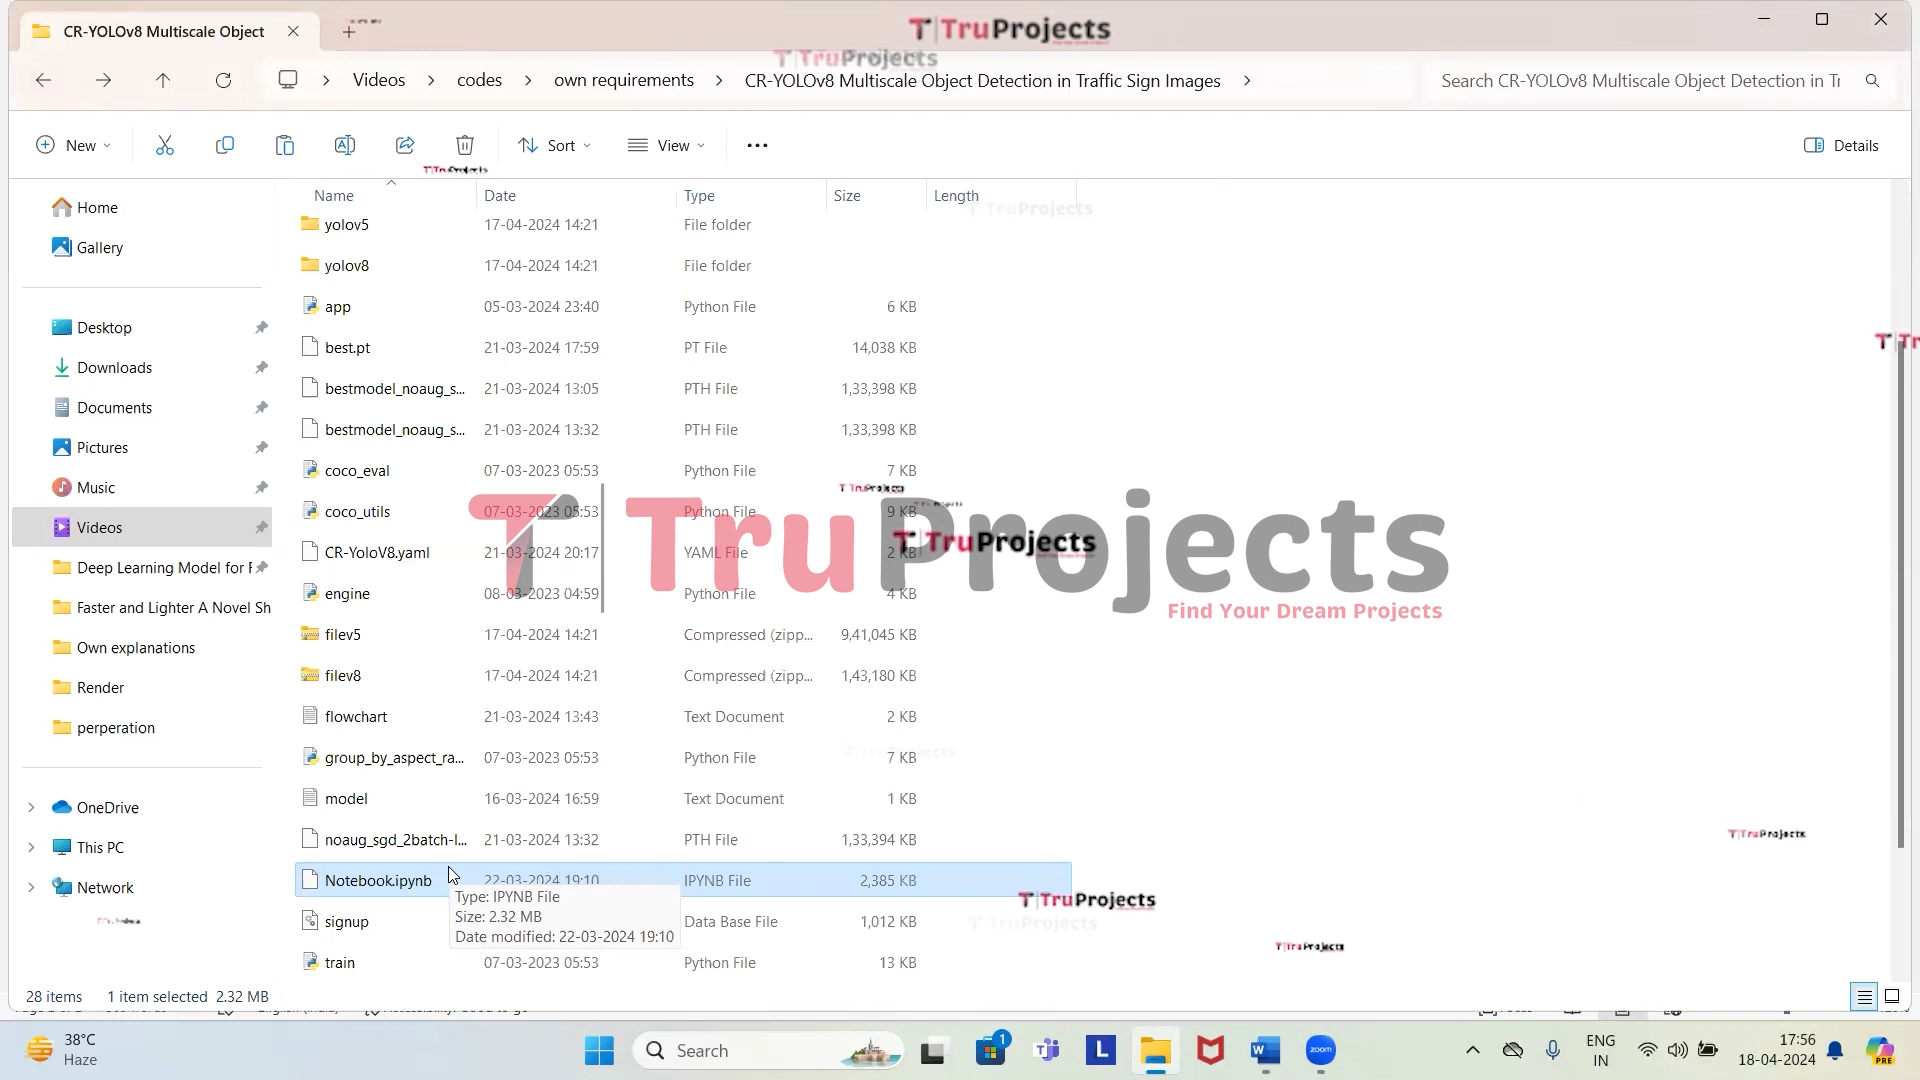 CR-YOLOv8 Multiscale Object
TruProjects
TruProjects
Videos > codes > own requirements > CR-YOLOv8 Multiscale Object Detection in Traffic Sign Images >
Search CR-YOLOv8 Multiscale Object Detection in Tr
New
Sort
View
Details
TruProjects
Name Date Type Size Length
TruProjects
Home
Gallery
Desktop
Downloads
Documents
Pictures
Music
Videos
Deep Learning Model for F
Faster and Lighter A Novel Sh
Own explanations
Render
perperation
OneDrive
This PC
Network
yolov5 17-04-2024 14:21 File folder
yolov8 17-04-2024 14:21 File folder
app 05-03-2024 23:40 Python File 6 KB
best.pt 21-03-2024 17:59 PT File 14,038 KB
bestmodel_noaug_s... 21-03-2024 13:05 PTH File 1,33,398 KB
bestmodel_noaug_s... 21-03-2024 13:32 PTH File 1,33,398 KB
coco_eval 07-03-2023 05:53 Python File 7 KB
coco_utils 07-03-2023 05:53 Python File 9 KB
CR-YoloV8.yaml 21-03-2024 20:17 YAML File 2 KB
engine 08-03-2023 04:59 Python File 4 KB
filev5 17-04-2024 14:21 Compressed (zipp... 9,41,045 KB
filev8 17-04-2024 14:21 Compressed (zipp... 1,43,180 KB
flowchart 21-03-2024 13:43 Text Document 2 KB
group_by_aspect_ra... 07-03-2023 05:53 Python File 7 KB
model 16-03-2024 16:59 Text Document 1 KB
noaug_sgd_2batch-l... 21-03-2024 13:32 PTH File 1,33,394 KB
Notebook.ipynb 22-03-2024 19:10 IPYNB File 2,385 KB
signup Data Base File 1,012 KB
train 07-03-2023 05:53 Python File 13 KB
Type: IPYNB File
Size: 2.32 MB
Date modified: 22-03-2024 19:10
TruProjects
TruProjects
TruProjects
Find Your Dream Projects
TruProjects
TruProjects
TruProjects
TruProjects
TruProjects
28 items 1 item selected 2.32 MB
38°C
Haze
Search
1
L
zoom
ENG
IN
17:56
18-04-2024
PRE